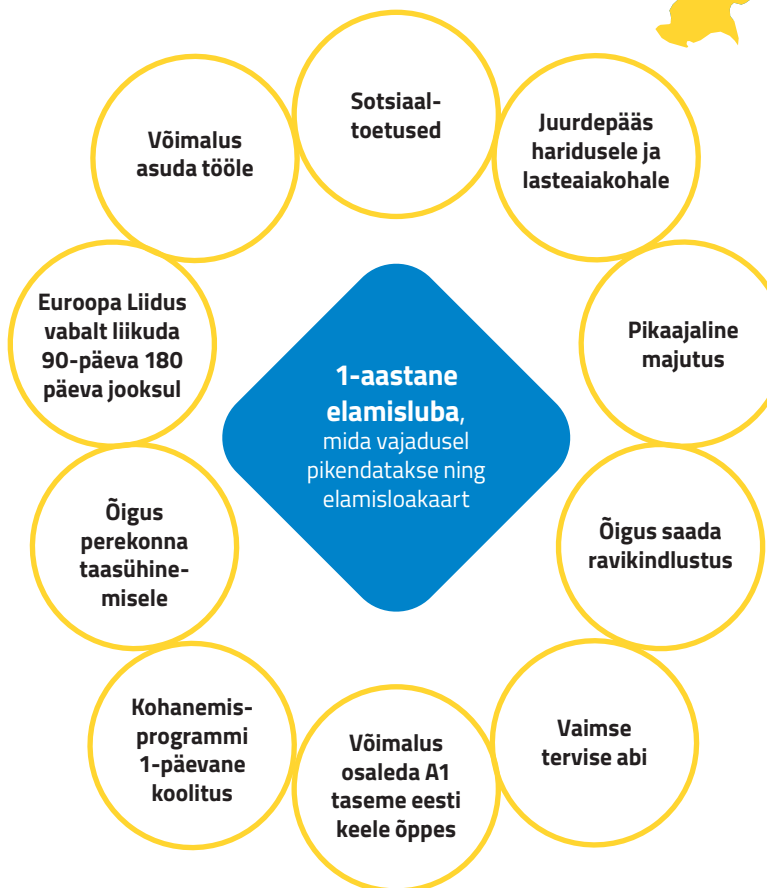 Sotsiaal-
toetused
Juurdepääs
haridusele ja
lasteaiakohale
Pikaajaline
majutus
Õigus saada
ravikindlustus
Vaimse
tervise abi
Võimalus
osaleda A1
taseme eesti
keele õppes
Kohanemis-
programmi
1-päevane
koolitus
Õigus
perekonna
taasühine-
misele
Euroopa Liidus
vabalt liikuda
90-päeva 180
päeva jooksul
Võimalus
asuda tööle
1-aastane
elamisluba,
mida vajadusel
pikendatakse ning
elamisloakaart